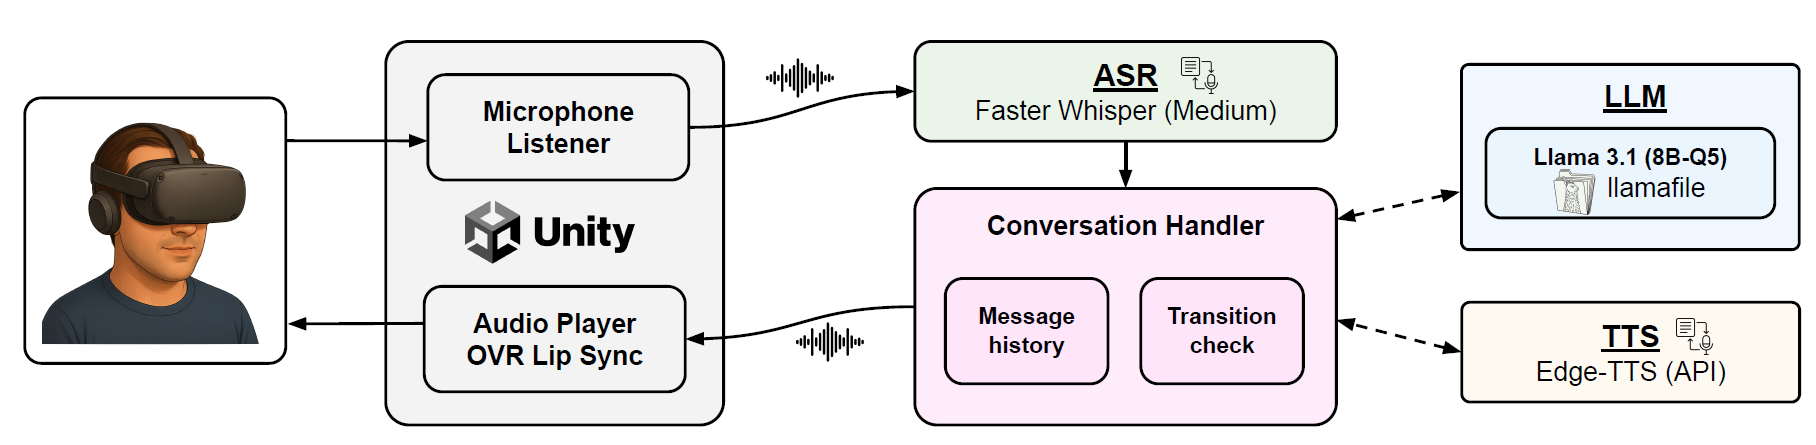 Microphone
Listener
Unity
Audio Player
OVR Lip Sync
ASR
Faster Whisper (Medium)
Conversation Handler
Message
history
Transition
check
LLM
Llama 3.1 (8B-Q5)
llamafile
TTS
Edge-TTS (API)